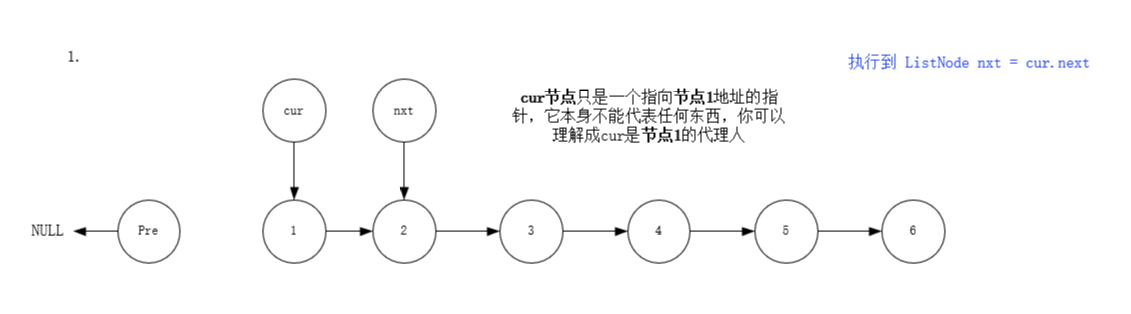 1.
执行到 ListNode nxt = cur.next
cur nxt
cur节点只是一个指向节点1地址的指
针，它本身不能代表任何东西，你可以
理解成cur是节点1的代理人
NULL Pre 1 2 3 4 5 6